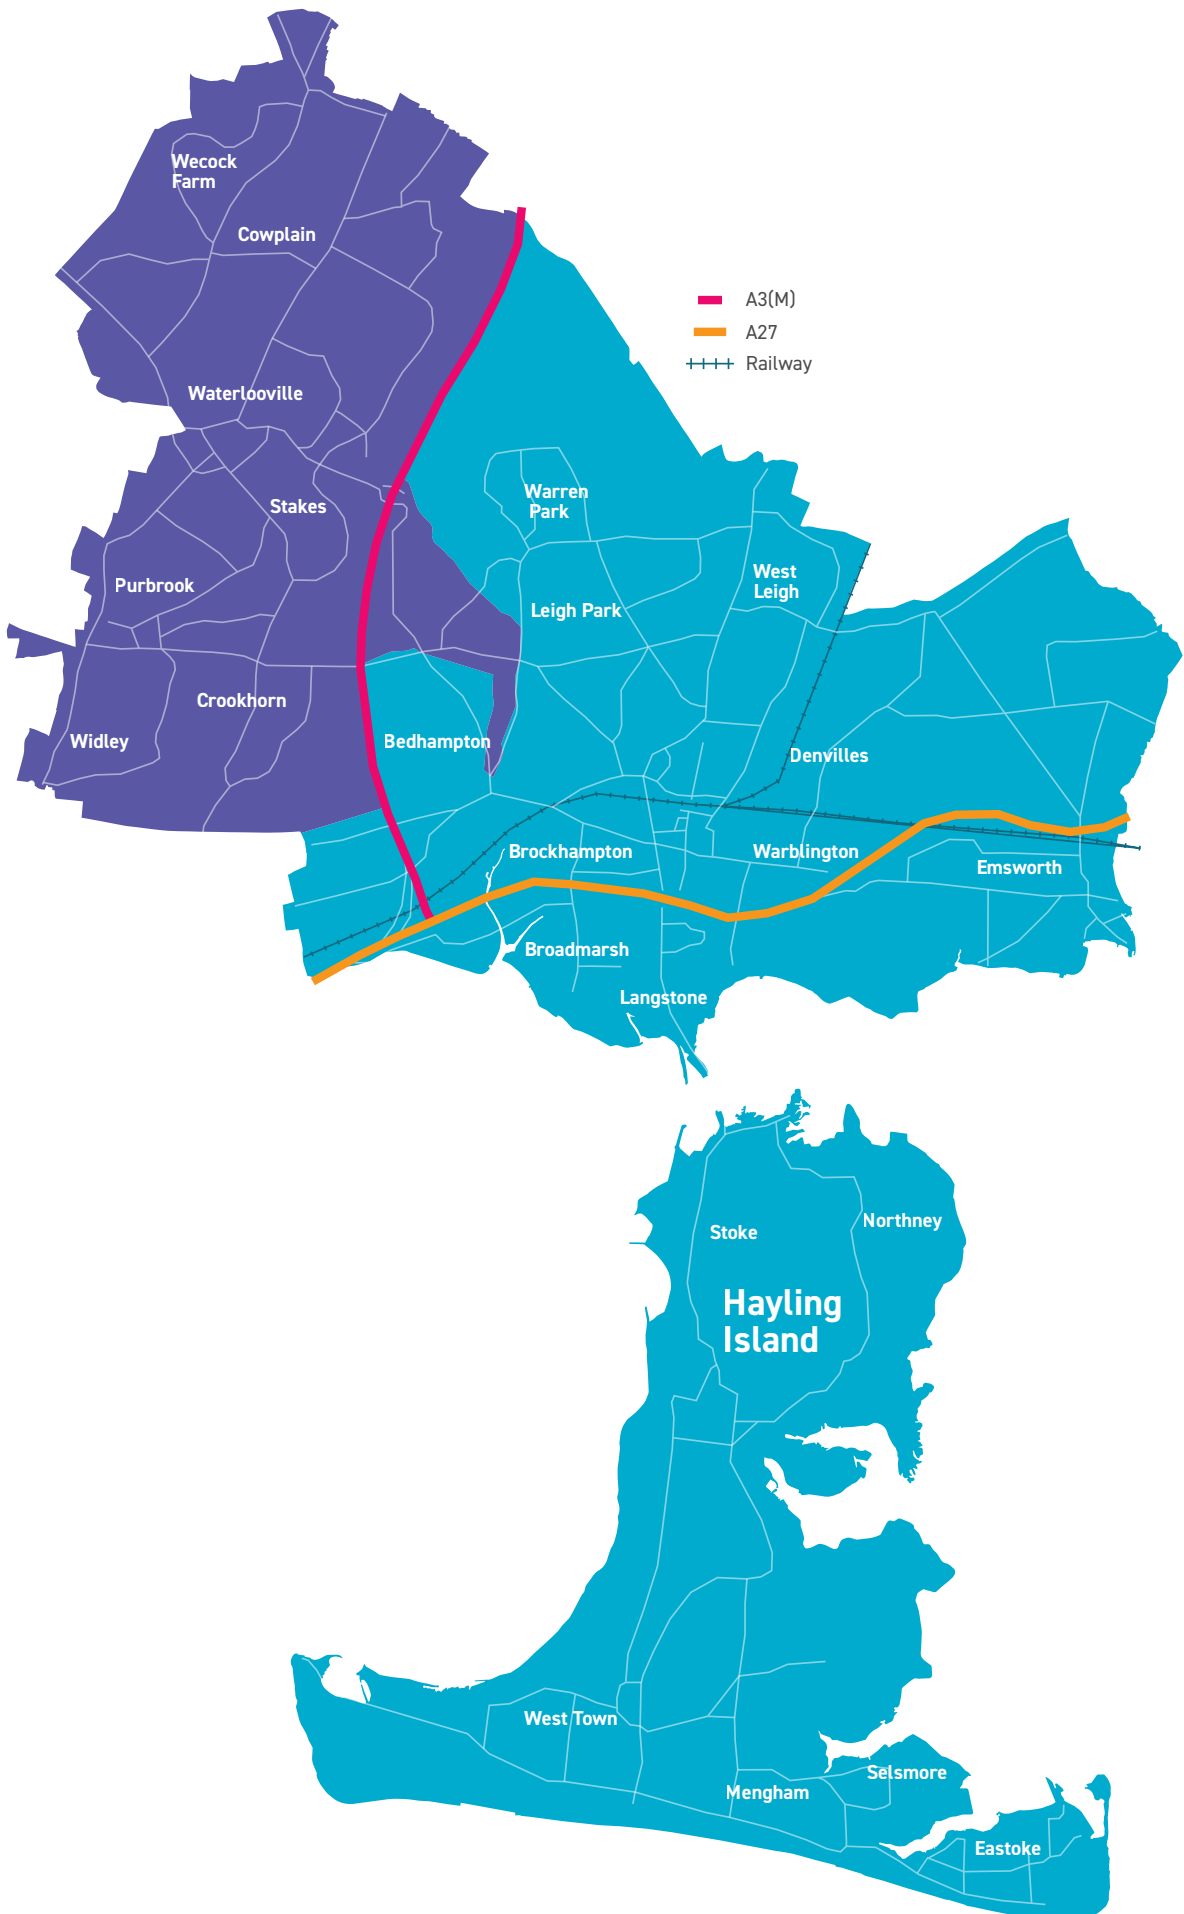 Wecock
Farm
Cowplain
A3(M)
A27
Railway
Waterlooville
Warren
Park
Stakes
West
Leigh
Purbrook
Leigh Park
Crookhorn
Widley
Bedhampton
Denvilles
Brockhampton
Warblington
Emsworth
Broadmarsh
Langstone
Northney
Stoke
Hayling
Island
West Town
Selsmore
Mengham
Eastoke